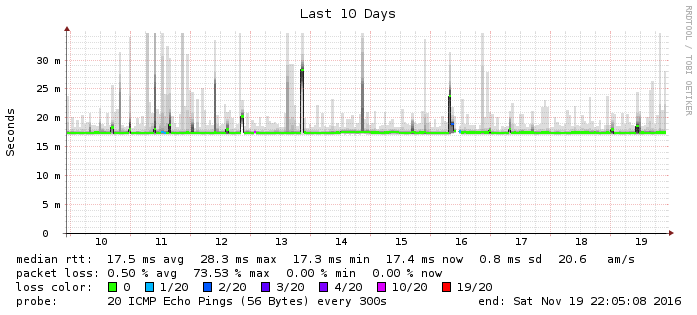 Last 10 Days
RRDTOOL / TOBI OETIKER
Seconds
30 m
25 m
20 m
15 m
10 m
5 m
0
10 11 12 13 14 15 16 17 18 19
median rtt: 17.5 ms avg 28.3 ms max 17.3 ms min 17.4 ms now 0.8 ms sd 20.6 am/s
packet loss: 0.50 % avg 73.53 % max 0.00 % min 0.00 % now
loss color: 0 1/20 2/20 3/20 4/20 10/20 19/20
probe: 20 ICMP Echo Pings (56 Bytes) every 300s end: Sat Nov 19 22:05:08 2016